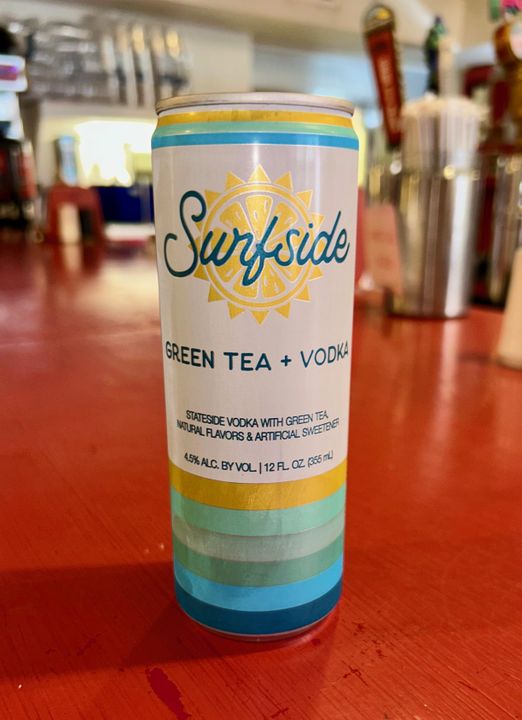 Surfside
GREEN TEA + VODKA
STATESIDE VODKA WITH GREEN TEA,
NATURAL FLAVORS & ARTIFICIAL SWEETENER
4.5% ALC. BY VOL. | 12 FL. OZ. (355 mL)